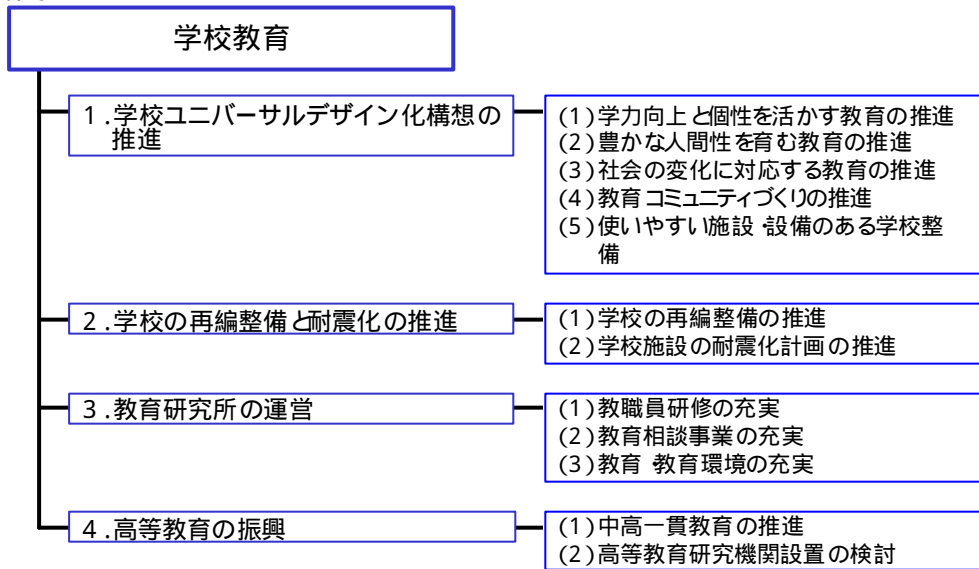 学校教育
1.学校ユニバーサルデザイン化構想の
推進
(1)学力向上と個性を活かす教育の推進
(2)豊かな人間性を育む教育の推進
(3)社会の変化に対応する教育の推進
(4)教育コミュニティづくりの推進
(5)使いやすい施設・設備のある学校整
備
2.学校の再編整備と耐震化の推進
(1)学校の再編整備の推進
(2)学校施設の耐震化計画の推進
3.教育研究所の運営
(1)教職員研修の充実
(2)教育相談事業の充実
(3)教育・教育環境の充実
4.高等教育の振興
(1)中高一貫教育の推進
(2)高等教育研究機関設置の検討